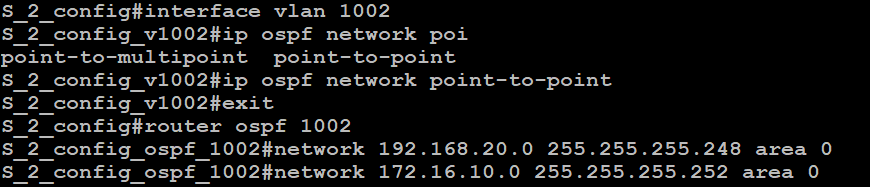 S_2_config#interface vlan 1002
S_2_config_v1002#ip ospf network poi
point-to-multipoint  point-to-point
S_2_config_v1002#ip ospf network point-to-point
S_2_config_v1002#exit
S_2_config#router ospf 1002
S_2_config_ospf_1002#network 192.168.20.0 255.255.255.248 area 0
S_2_config_ospf_1002#network 172.16.10.0 255.255.255.252 area 0